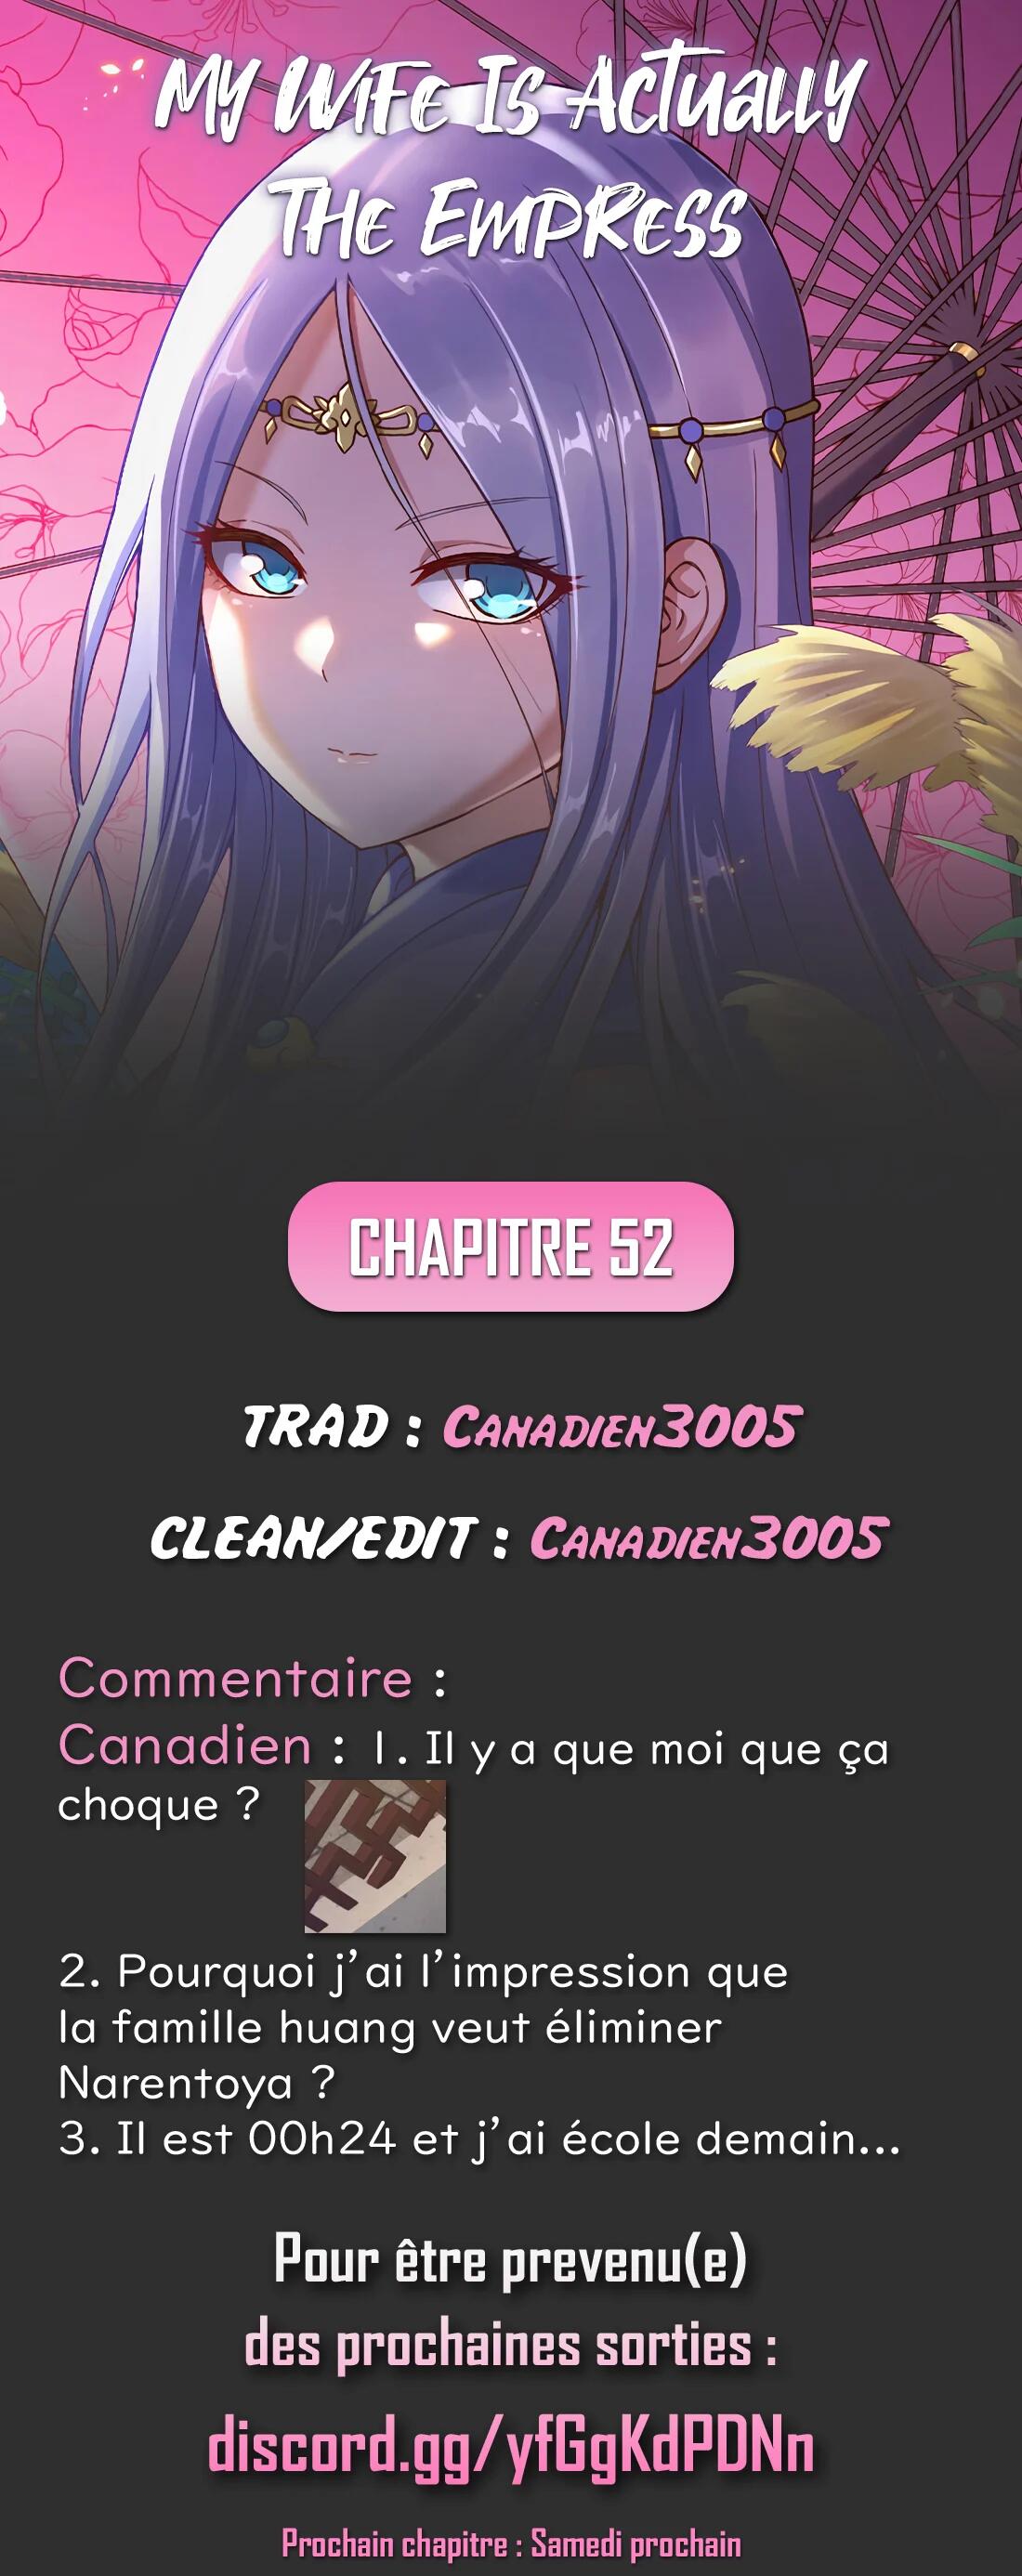 My Wife Is Actually
The Empress
CHAPITRE 52
TRAD : Canadien3005
CLEAN/EDIT : Canadien3005
Commentaire :
Canadien : 1. Il y a que moi que ça
choque ?
2. Pourquoi j'ai l'impression que
la famille huang veut éliminer
Narentoya ?
3. Il est 00h24 et j'ai école demain...
Pour être prevenu(e)
des prochaines sorties :
discord.gg/yfGgKdPDNn
Prochain chapitre : Samedi prochain